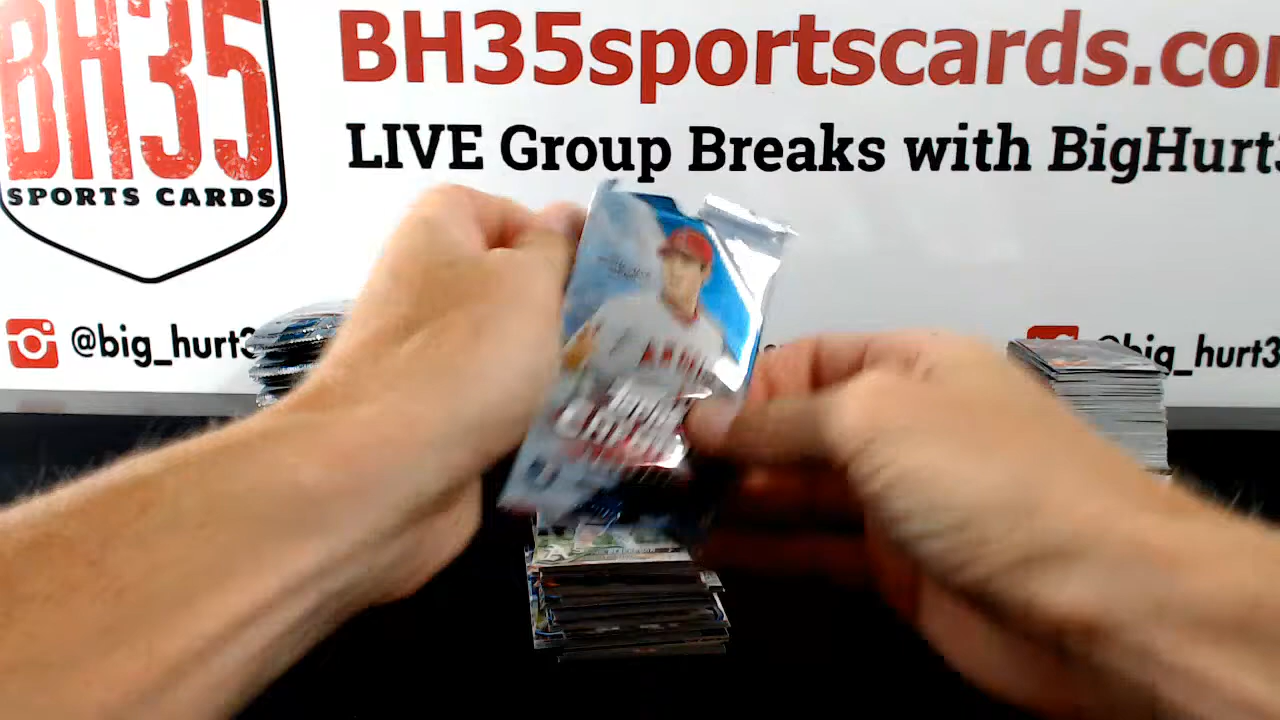 BH35
SPORTS CARDS
BH35sportscards.co
LIVE Group Breaks with BigHurt
@big_hurt3
big_hurt3